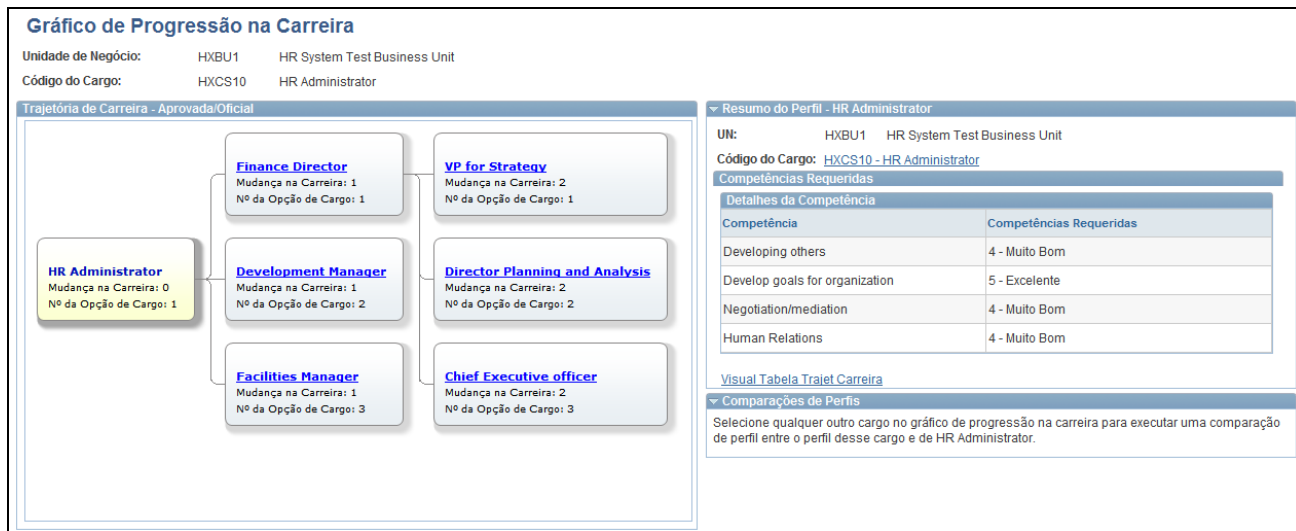 Gráfico de Progressão na Carreira
Unidade de Negócio: HXBU1 HR System Test Business Unit
Código do Cargo: HXCS10 HR Administrator
Trajetória de Carreira - Aprovada/Oficial
HR Administrator
Mudança na Carreira: 0
Nº da Opção de Cargo: 1
Finance Director
Mudança na Carreira: 1
Nº da Opção de Cargo: 1
Development Manager
Mudança na Carreira: 1
Nº da Opção de Cargo: 2
Facilities Manager
Mudança na Carreira: 1
Nº da Opção de Cargo: 3
VP for Strategy
Mudança na Carreira: 2
Nº da Opção de Cargo: 1
Director Planning and Analysis
Mudança na Carreira: 2
Nº da Opção de Cargo: 2
Chief Executive officer
Mudança na Carreira: 2
Nº da Opção de Cargo: 3
Resumo do Perfil - HR Administrator
UN: HXBU1 HR System Test Business Unit
Código do Cargo: HXCS10 - HR Administrator
Competências Requeridas
Detalhes da Competência
Competência Competências Requeridas
Developing others 4 - Muito Bom
Develop goals for organization 5 - Excelente
Negotiation/mediation 4 - Muito Bom
Human Relations 4 - Muito Bom
Visual Tabela Trajet Carreira
Comparações de Perfis
Selecione qualquer outro cargo no gráfico de progressão na carreira para executar uma comparação
de perfil entre o perfil desse cargo e de HR Administrator.